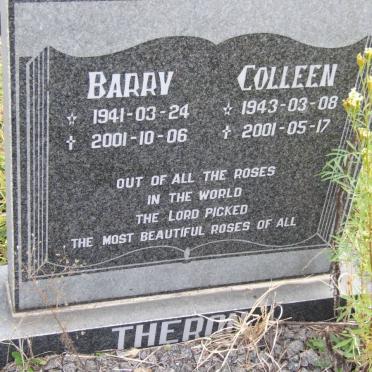 BARRY COLLEEN
☆ 1941-03-24 ☆ 1943-03-08
✝ 2001-10-06 ✝ 2001-05-17
OUT OF ALL THE ROSES
IN THE WORLD
THE LORD PICKED
THE MOST BEAUTIFUL ROSES OF ALL
THERON